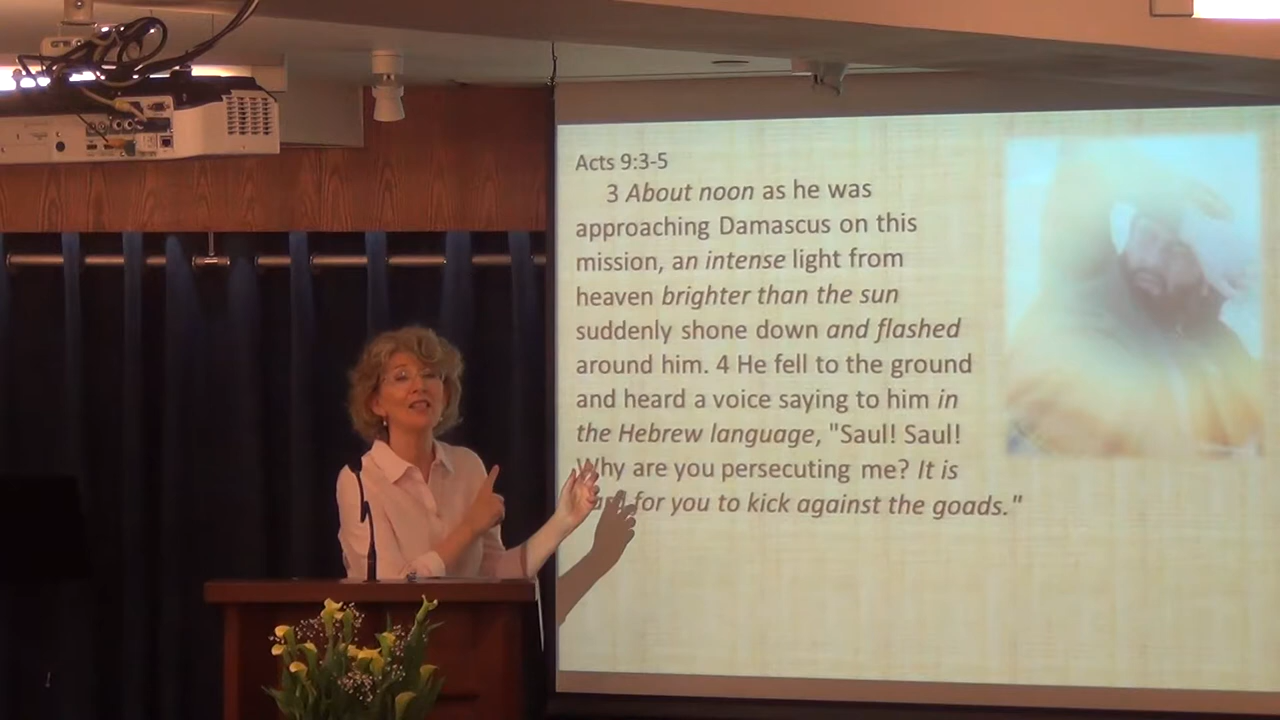 Acts 9:3-5
3 About noon as he was
approaching Damascus on this
mission, an intense light from
heaven brighter than the sun
suddenly shone down and flashed
around him. 4 He fell to the ground
and heard a voice saying to him in
the Hebrew language, "Saul! Saul!
Why are you persecuting me? It is
for you to kick against the goads."